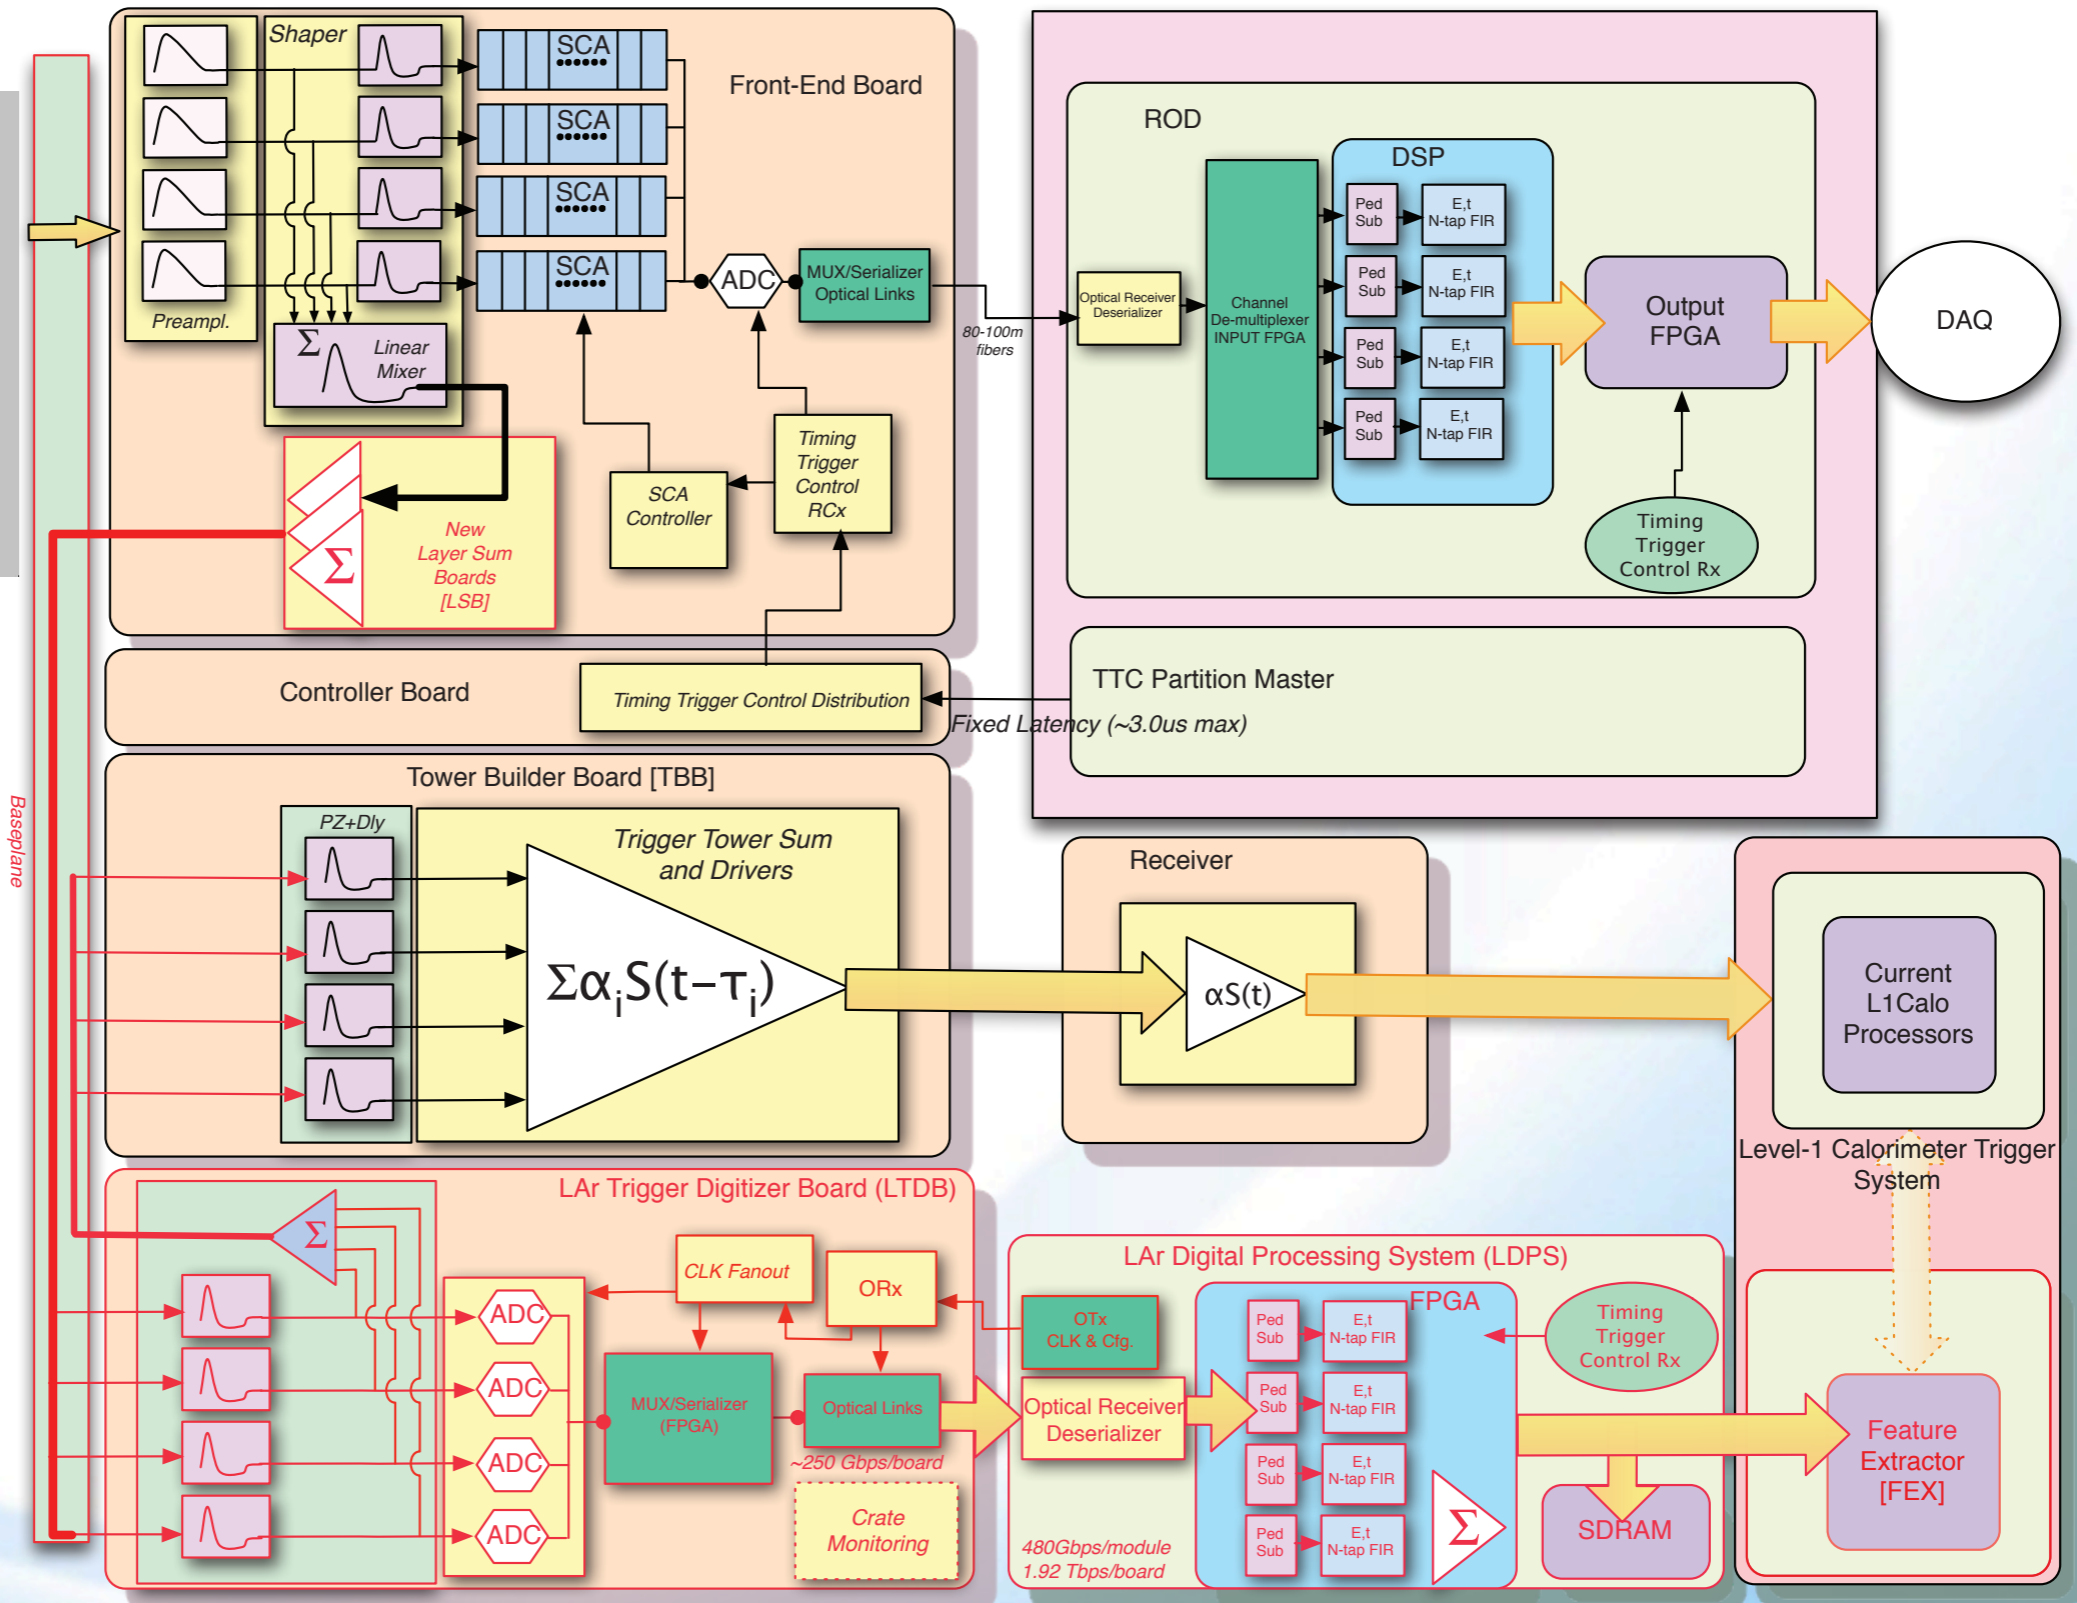 Shaper
SCA
SCA
SCA
SCA
Front-End Board
Preampl.
Σ
Linear
Mixer
ADC
MUX/Serializer
Optical Links
80-100m
fibers
New
Layer Sum
Boards
[LSB]
Σ
SCA
Controller
Timing
Trigger
Control
RCx
ROD
Optical Receiver
Deserializer
Channel
De-multiplexer
INPUT FPGA
DSP
Ped
Sub
E,t
N-tap FIR
Ped
Sub
E,t
N-tap FIR
Ped
Sub
E,t
N-tap FIR
Ped
Sub
E,t
N-tap FIR
Output
FPGA
DAQ
Timing
Trigger
Control Rx
Controller Board
Timing Trigger Control Distribution
TTC Partition Master
Fixed Latency (~3.0us max)
Baseplane
Tower Builder Board [TBB]
PZ+Dly
Trigger Tower Sum
and Drivers
ΣαiS(t−τi)
Receiver
αS(t)
Current
L1Calo
Processors
Level-1 Calorimeter Trigger
System
LAr Trigger Digitizer Board (LTDB)
Σ
ADC
ADC
ADC
ADC
CLK Fanout
ORx
MUX/Serializer
(FPGA)
Optical Links
~250 Gbps/board
Crate
Monitoring
LAr Digital Processing System (LDPS)
OTx
CLK & Cfg.
Optical Receiver
Deserializer
480Gbps/module
1.92 Tbps/board
FPGA
Ped
Sub
E,t
N-tap FIR
Ped
Sub
E,t
N-tap FIR
Ped
Sub
E,t
N-tap FIR
Ped
Sub
E,t
N-tap FIR
Σ
Timing
Trigger
Control Rx
SDRAM
Feature
Extractor
[FEX]